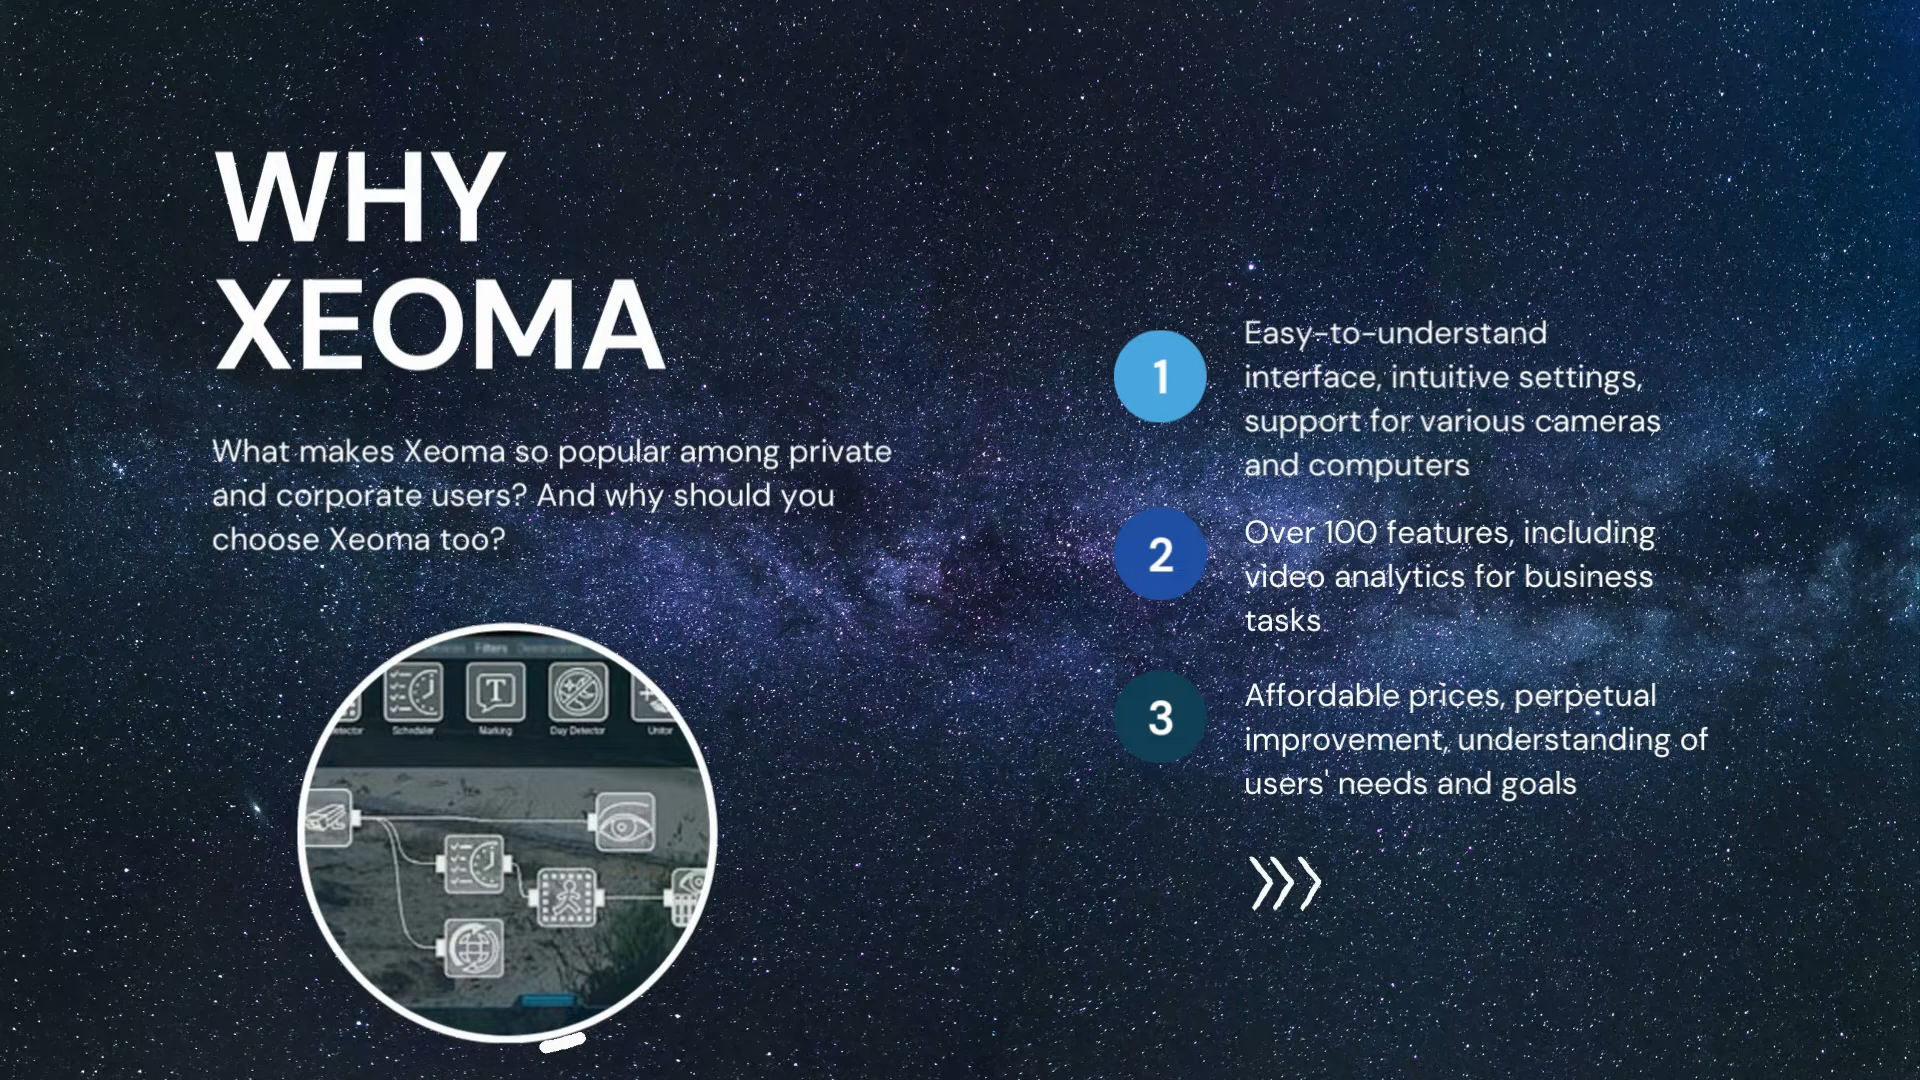 WHY
XEOMA
What makes Xeoma so popular among private
and corporate users? And why should you
choose Xeoma too?
Filters
etector
Scheduler
Marking
Day Detector
Unitor
1
Easy-to-understand
interface, intuitive settings,
support for various cameras
and computers
2
Over 100 features, including
video analytics for business
tasks
3
Affordable prices, perpetual
improvement, understanding of
users' needs and goals